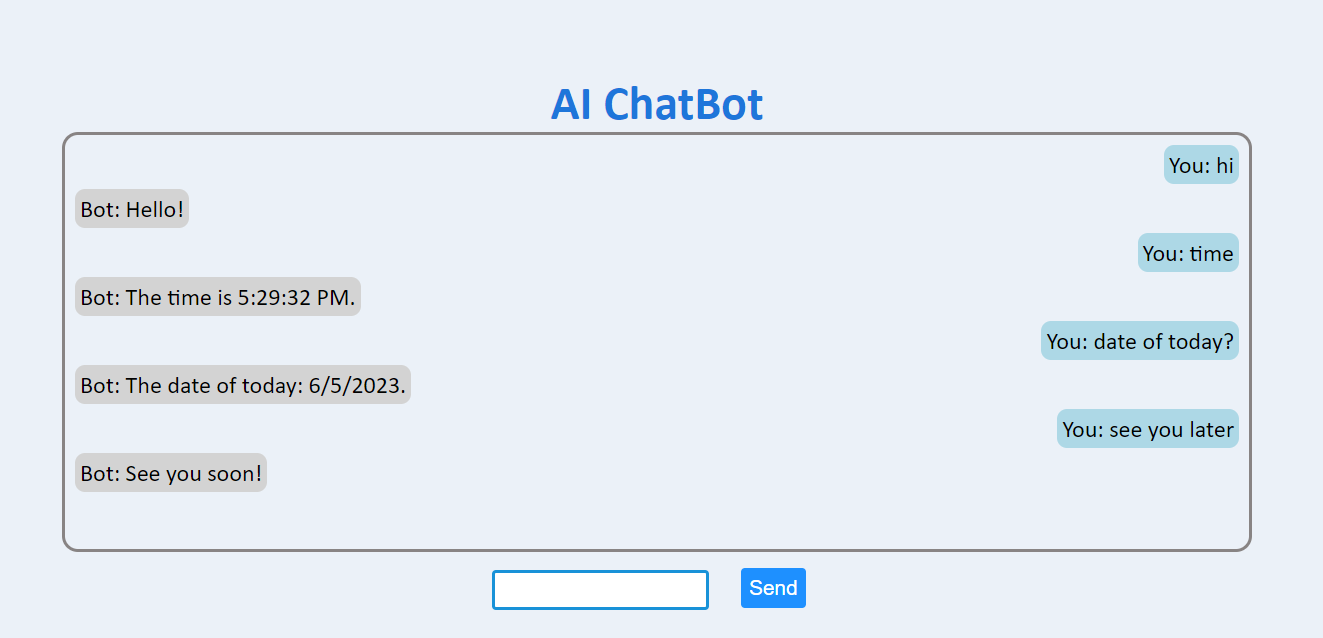 AI ChatBot
You: hi
Bot: Hello!
You: time
Bot: The time is 5:29:32 PM.
You: date of today?
Bot: The date of today: 6/5/2023.
You: see you later
Bot: See you soon!
Send